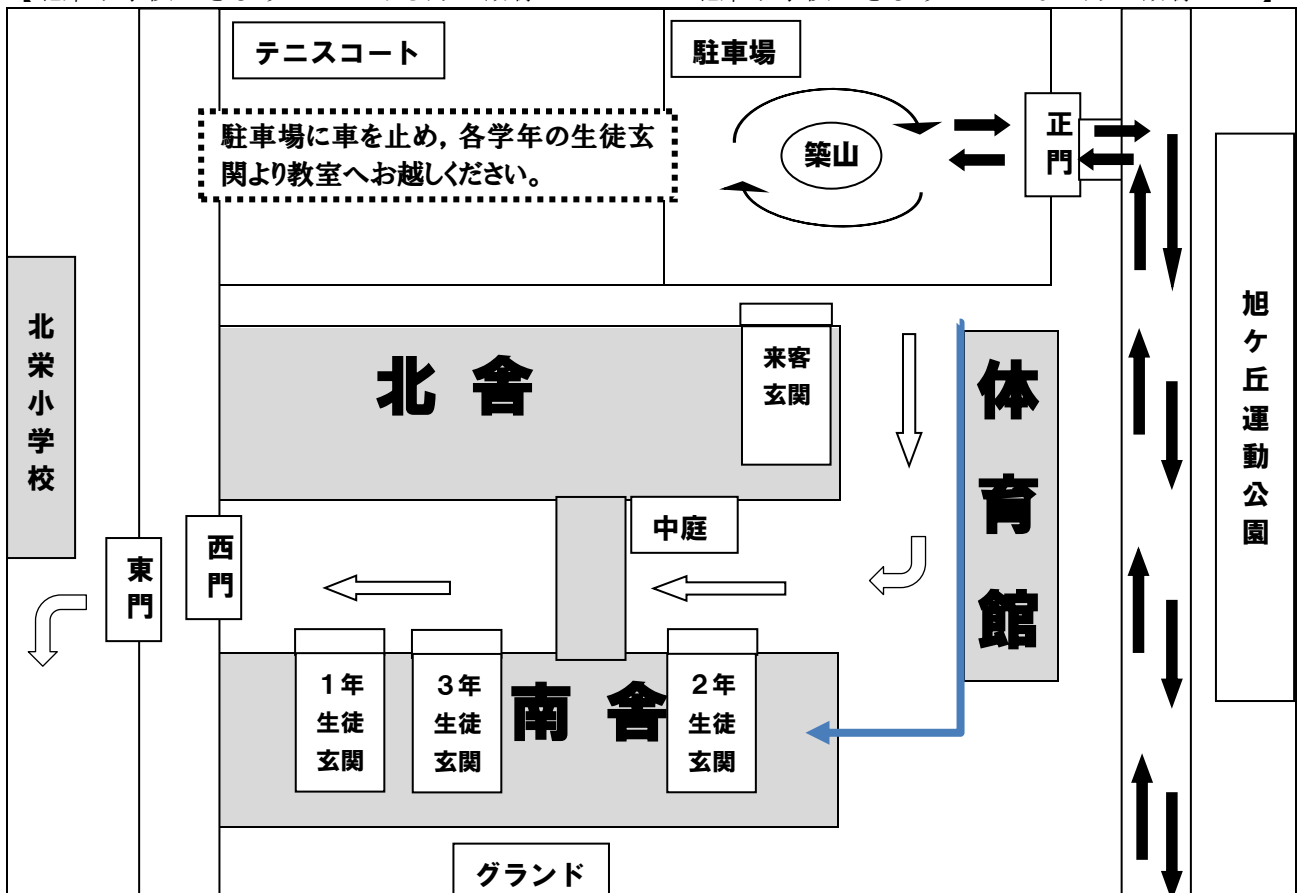 テニスコート
駐車場
駐車場に車を止め，各学年の生徒玄
関より教室へお越しください。
築山
正
門
北
栄
小
学
校
旭
ケ
丘
運
動
公
園
北 舎
来客
玄関
体
育
館
中庭
西
門
東
門
１年
生徒
玄関
３年
生徒
玄関
南 舎
２年
生徒
玄関
グランド